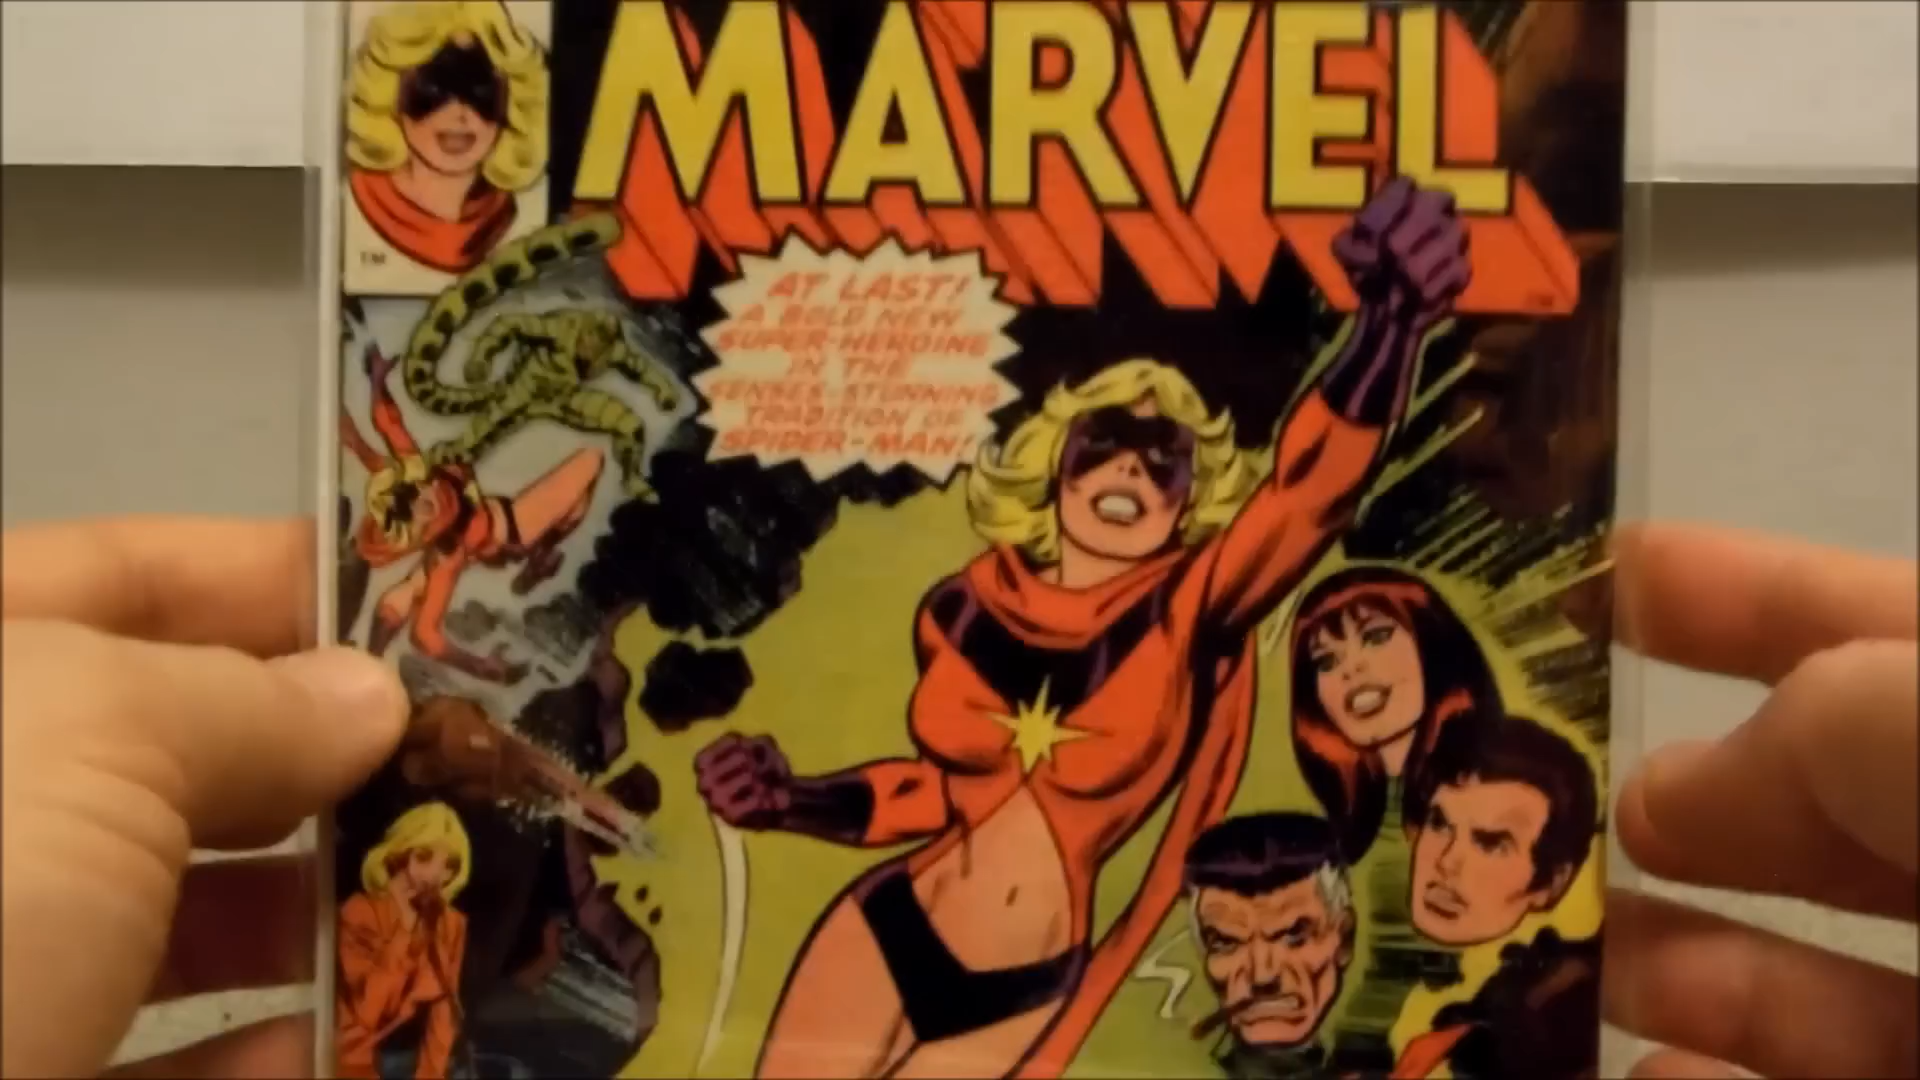 MARVEL
TM
AT LAST!
A BOLD NEW
SUPER-HEROINE
IN THE
SENSES-STUNNING
TRADITION OF
SPIDER-MAN!